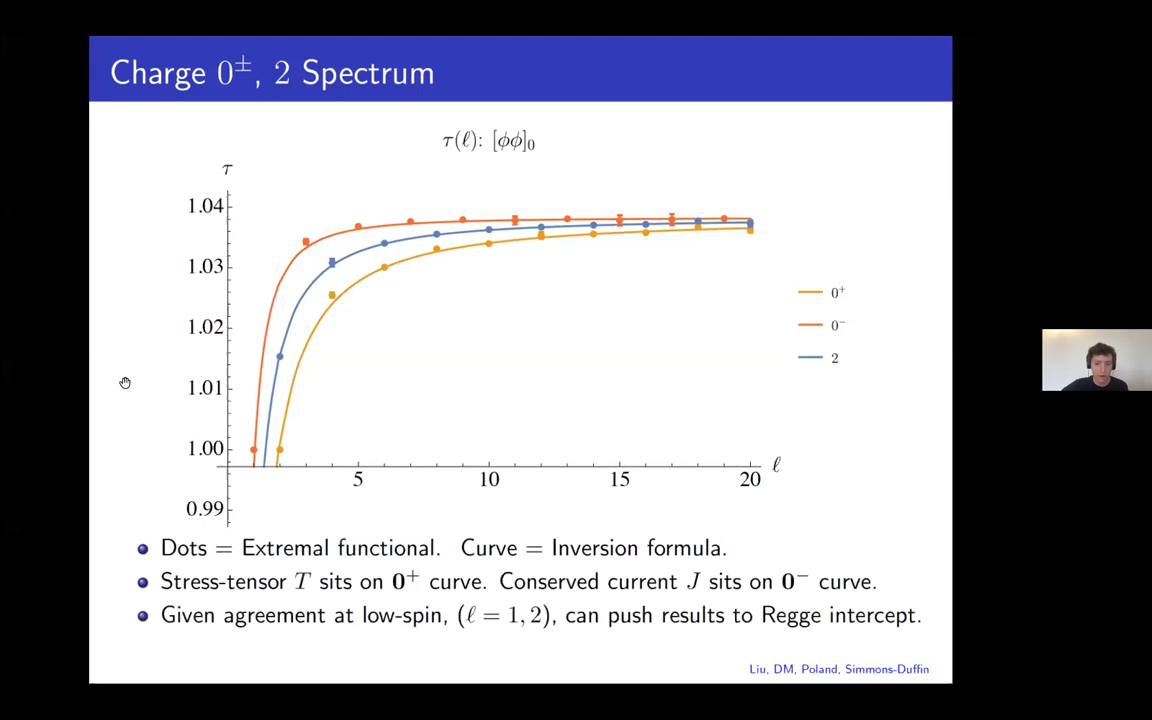 Charge 0±, 2 Spectrum
τ(ℓ): [ϕϕ]₀
τ
1.04
1.03
1.02
1.01
1.00
0.99
5 10 15 20 ℓ
0⁺
0⁻
2
Dots = Extremal functional. Curve = Inversion formula.
Stress-tensor T sits on 0⁺ curve. Conserved current J sits on 0⁻ curve.
Given agreement at low-spin, (ℓ = 1, 2), can push results to Regge intercept.
Liu, DM, Poland, Simmons-Duffin